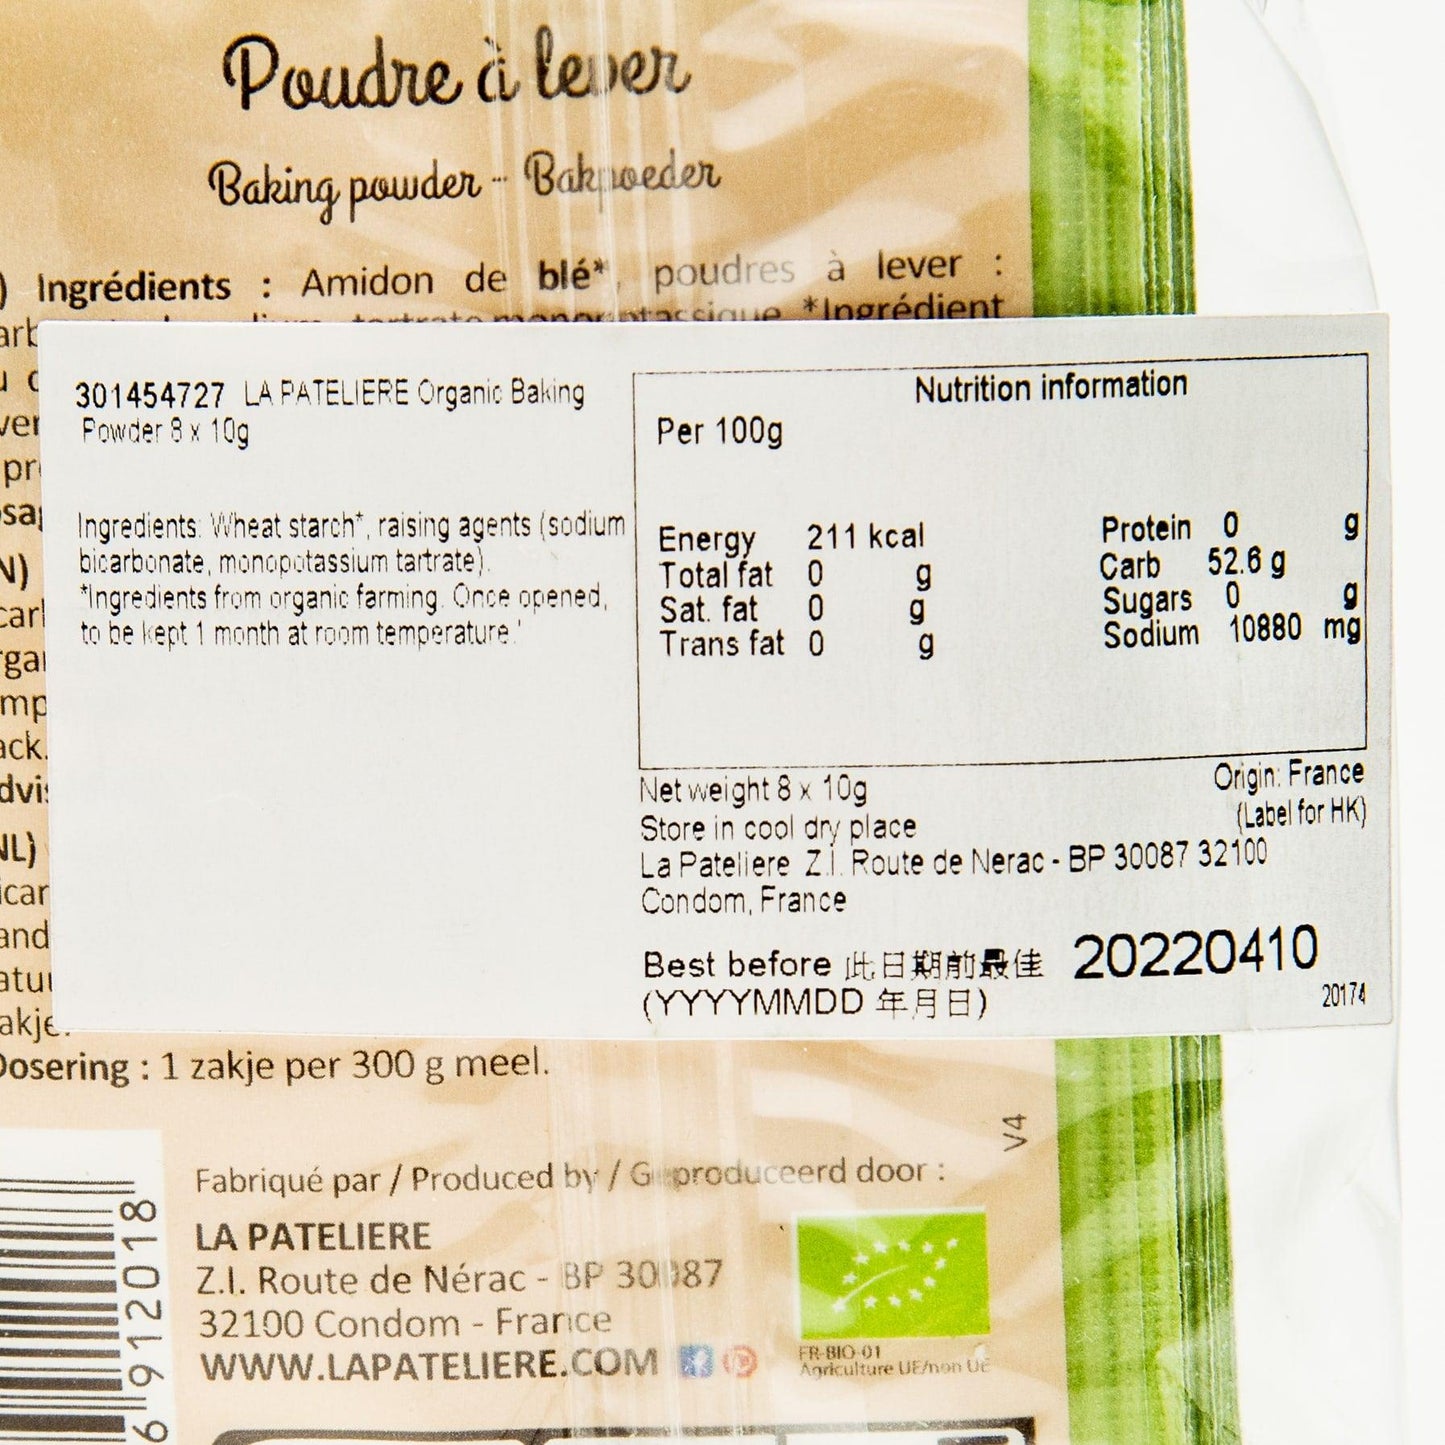 Poudre à lever
Baking powder - Bakpoeder
) Ingrédients : Amidon de blé*, poudres à lever :
tartrate monopotassique *Ingrédient
301454727 LA PATELIERE Organic Baking
Powder 8 x 10g
Ingredients: Wheat starch*, raising agents (sodium
bicarbonate, monopotassium tartrate).
*Ingredients from organic farming. Once opened,
to be kept 1 month at room temperature.'
Nutrition information
Per 100g
Energy 211 kcal Protein 0 g
Total fat 0 g Carb 52.6 g
Sat. fat 0 g Sugars 0 g
Trans fat 0 g Sodium 10880 mg
Net weight 8 x 10g Origin: France
Store in cool dry place (Label for HK)
La Pateliere Z.I. Route de Nerac - BP 30087 32100
Condom, France
Best before 此日期前最佳 20220410
(YYYYMMDD 年月日) 20174
Dosering : 1 zakje per 300 g meel.
V4
Fabriqué par / Produced by / Geproduceerd door :
LA PATELIERE
Z.I. Route de Nérac - BP 30087
32100 Condom - France
WWW.LAPATELIERE.COM
FR-BIO-01
Agriculture UE/non UE
6 912018